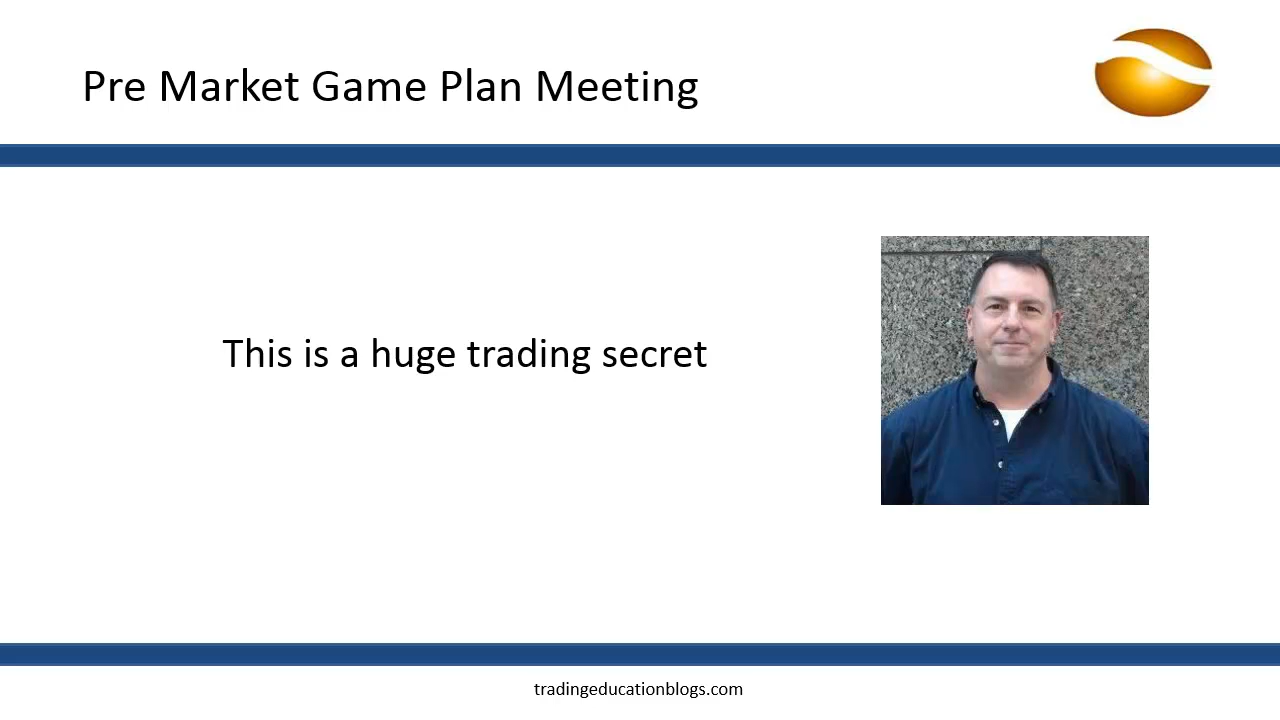 Pre Market Game Plan Meeting
This is a huge trading secret
tradingeducationblogs.com